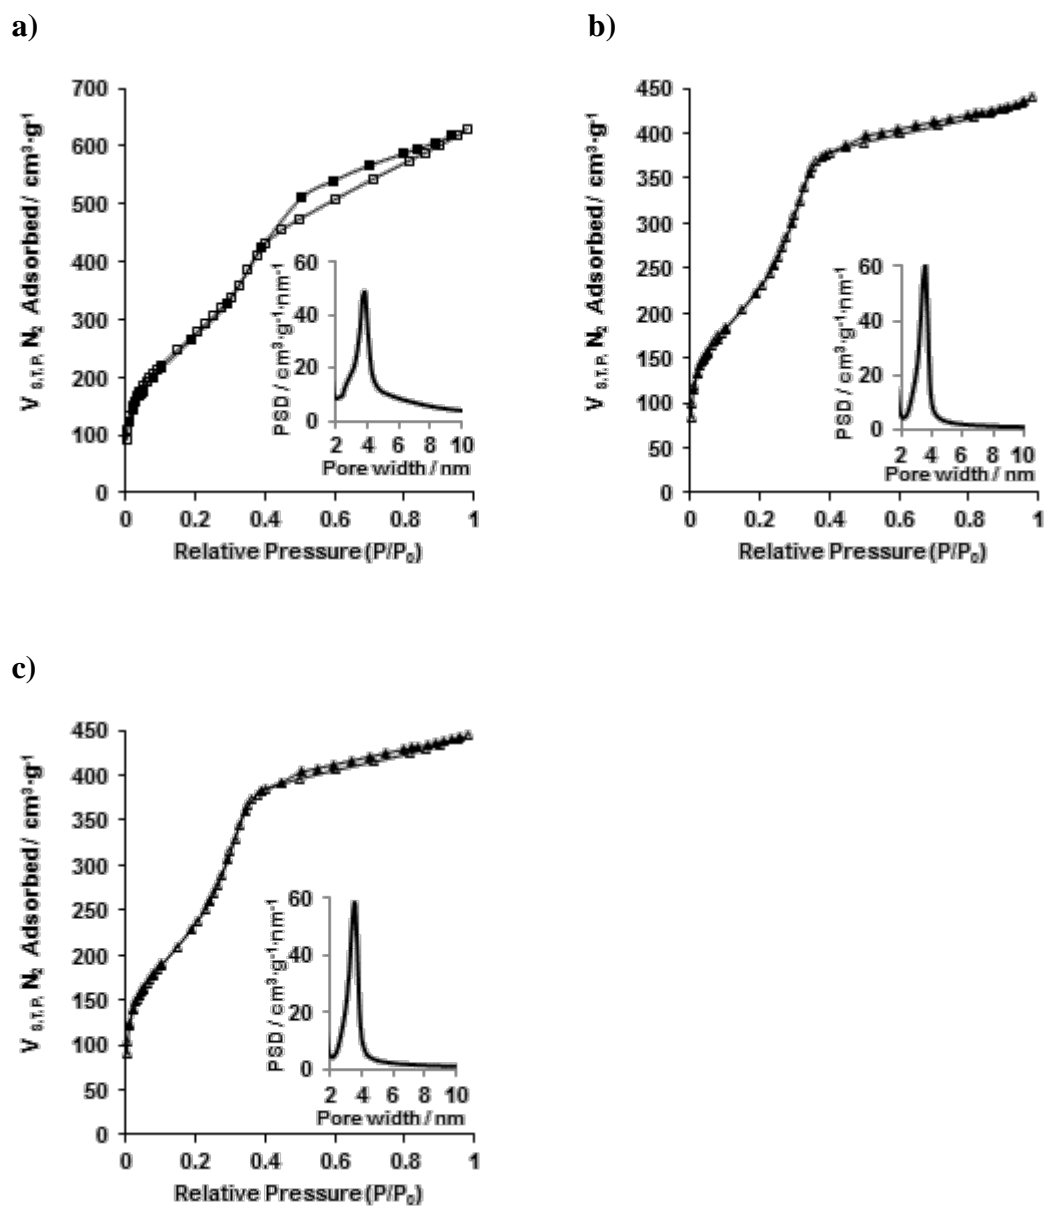 a)
V S.T.P. N2 Adsorbed / cm³·g⁻¹
700
600
500
400
300
200
100
0
0 0.2 0.4 0.6 0.8 1
Relative Pressure (P/P0)
PSD / cm³·g⁻¹·nm⁻¹
60
40
20
0
2 4 6 8 10
Pore width / nm
b)
V S.T.P. N2 Adsorbed / cm³·g⁻¹
450
400
350
300
250
200
150
100
50
0
0 0.2 0.4 0.6 0.8 1
Relative Pressure (P/P0)
PSD / cm³·g⁻¹·nm⁻¹
60
40
20
0
2 4 6 8 10
Pore width / nm
c)
V S.T.P. N2 Adsorbed / cm³·g⁻¹
450
400
350
300
250
200
150
100
50
0
0 0.2 0.4 0.6 0.8 1
Relative Pressure (P/P0)
PSD / cm³·g⁻¹·nm⁻¹
60
40
20
0
2 4 6 8 10
Pore width / nm